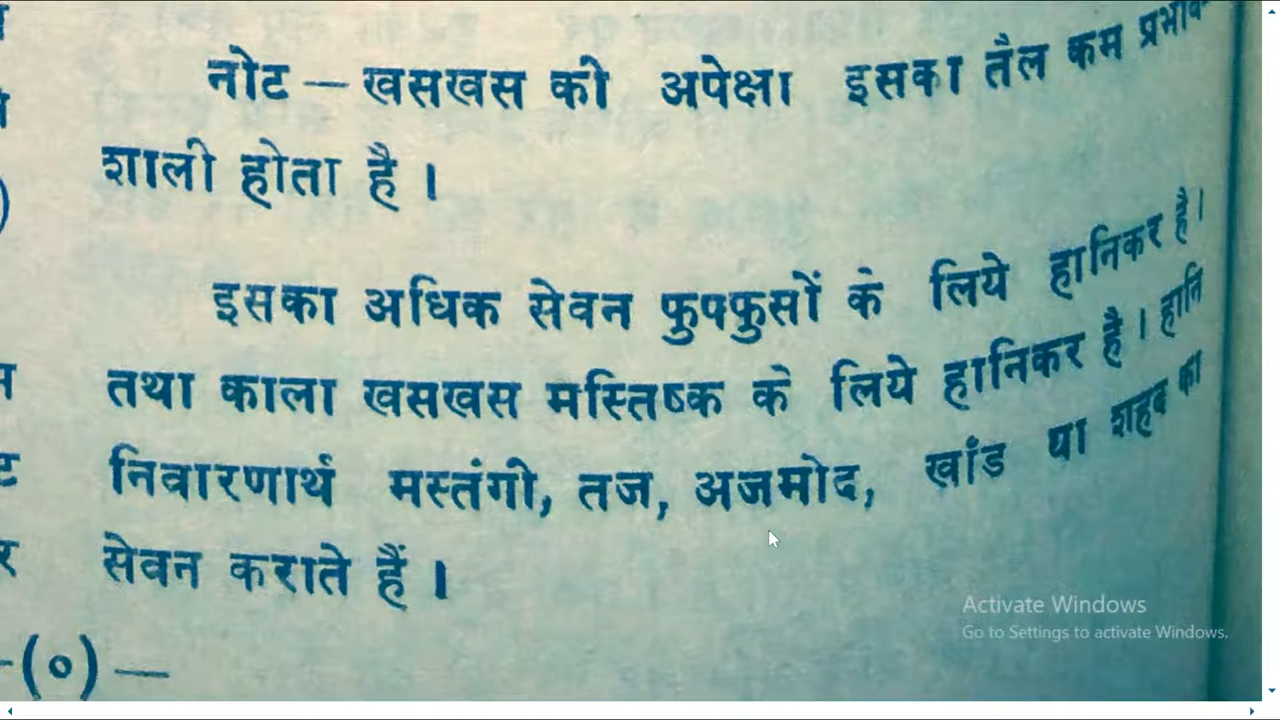 नोट – खसखस की अपेक्षा इसका तैल कम प्रभाव-
शाली होता है ।
इसका अधिक सेवन फुफ्फुसों के लिये हानिकर है ।
तथा काला खसखस मस्तिष्क के लिये हानिकर है । हानि
निवारणार्थ मस्तंगी, तज, अजमोद, खाँड या शहद का
सेवन कराते हैं ।
-(०)—
Activate Windows
Go to Settings to activate Windows.